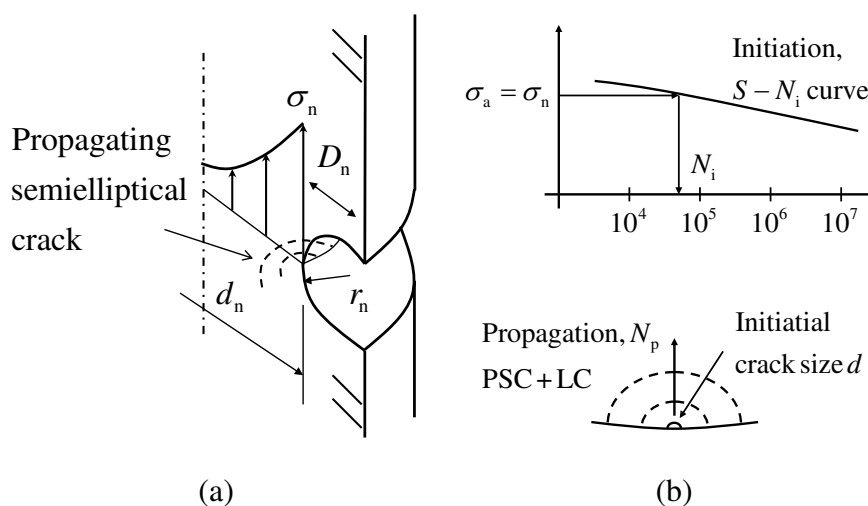 σn
Dn
Propagating
semielliptical
crack
dn
rn
(a)
Initiation,
S – Ni curve
σa = σn
Ni
10^4 10^5 10^6 10^7
Propagation, Np
PSC + LC
Initiatial
crack size d
(b)